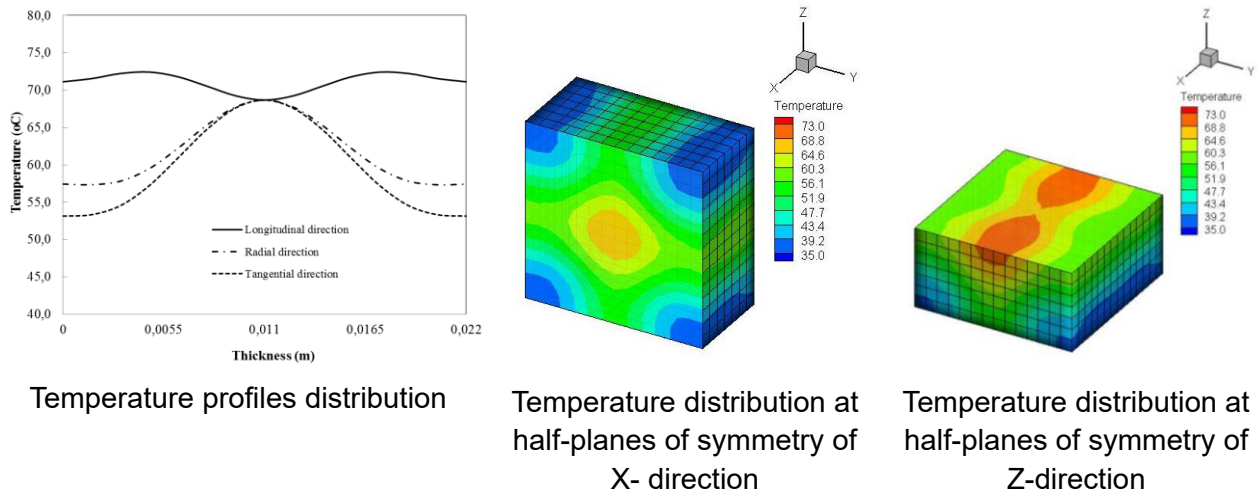 80,0
75,0
70,0
65,0
60,0
55,0
50,0
45,0
40,0
Temperature (oC)
Longitudinal direction
Radial direction
Tangential direction
0
0,0055
0,011
0,0165
0,022
Thickness (m)
Temperature profiles distribution
Z
X
Y
Temperature
73.0
68.8
64.6
60.3
56.1
51.9
47.7
43.4
39.2
35.0
Temperature distribution at
half-planes of symmetry of
X- direction
Z
X
Y
Temperature
73.0
68.8
64.6
60.3
56.1
51.9
47.7
43.4
39.2
35.0
Temperature distribution at
half-planes of symmetry of
Z-direction